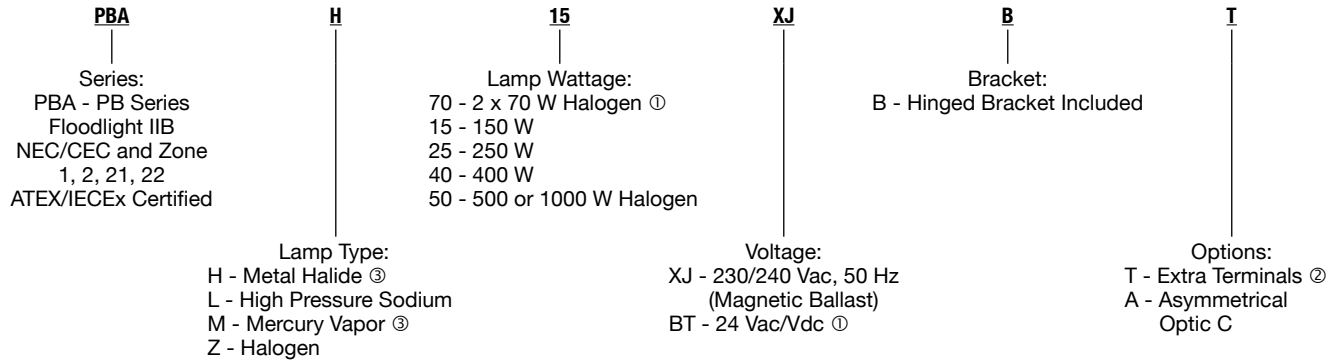 PBA H 15 XJ B T
Series:
PBA - PB Series
Floodlight IIB
NEC/CEC and Zone
1, 2, 21, 22
ATEX/IECEx Certified
Lamp Wattage:
70 - 2 x 70 W Halogen ①
15 - 150 W
25 - 250 W
40 - 400 W
50 - 500 or 1000 W Halogen
Bracket:
B - Hinged Bracket Included
Lamp Type:
H - Metal Halide ③
L - High Pressure Sodium
M - Mercury Vapor ③
Z - Halogen
Voltage:
XJ - 230/240 Vac, 50 Hz
(Magnetic Ballast)
BT - 24 Vac/Vdc ①
Options:
T - Extra Terminals ②
A - Asymmetrical
Optic C